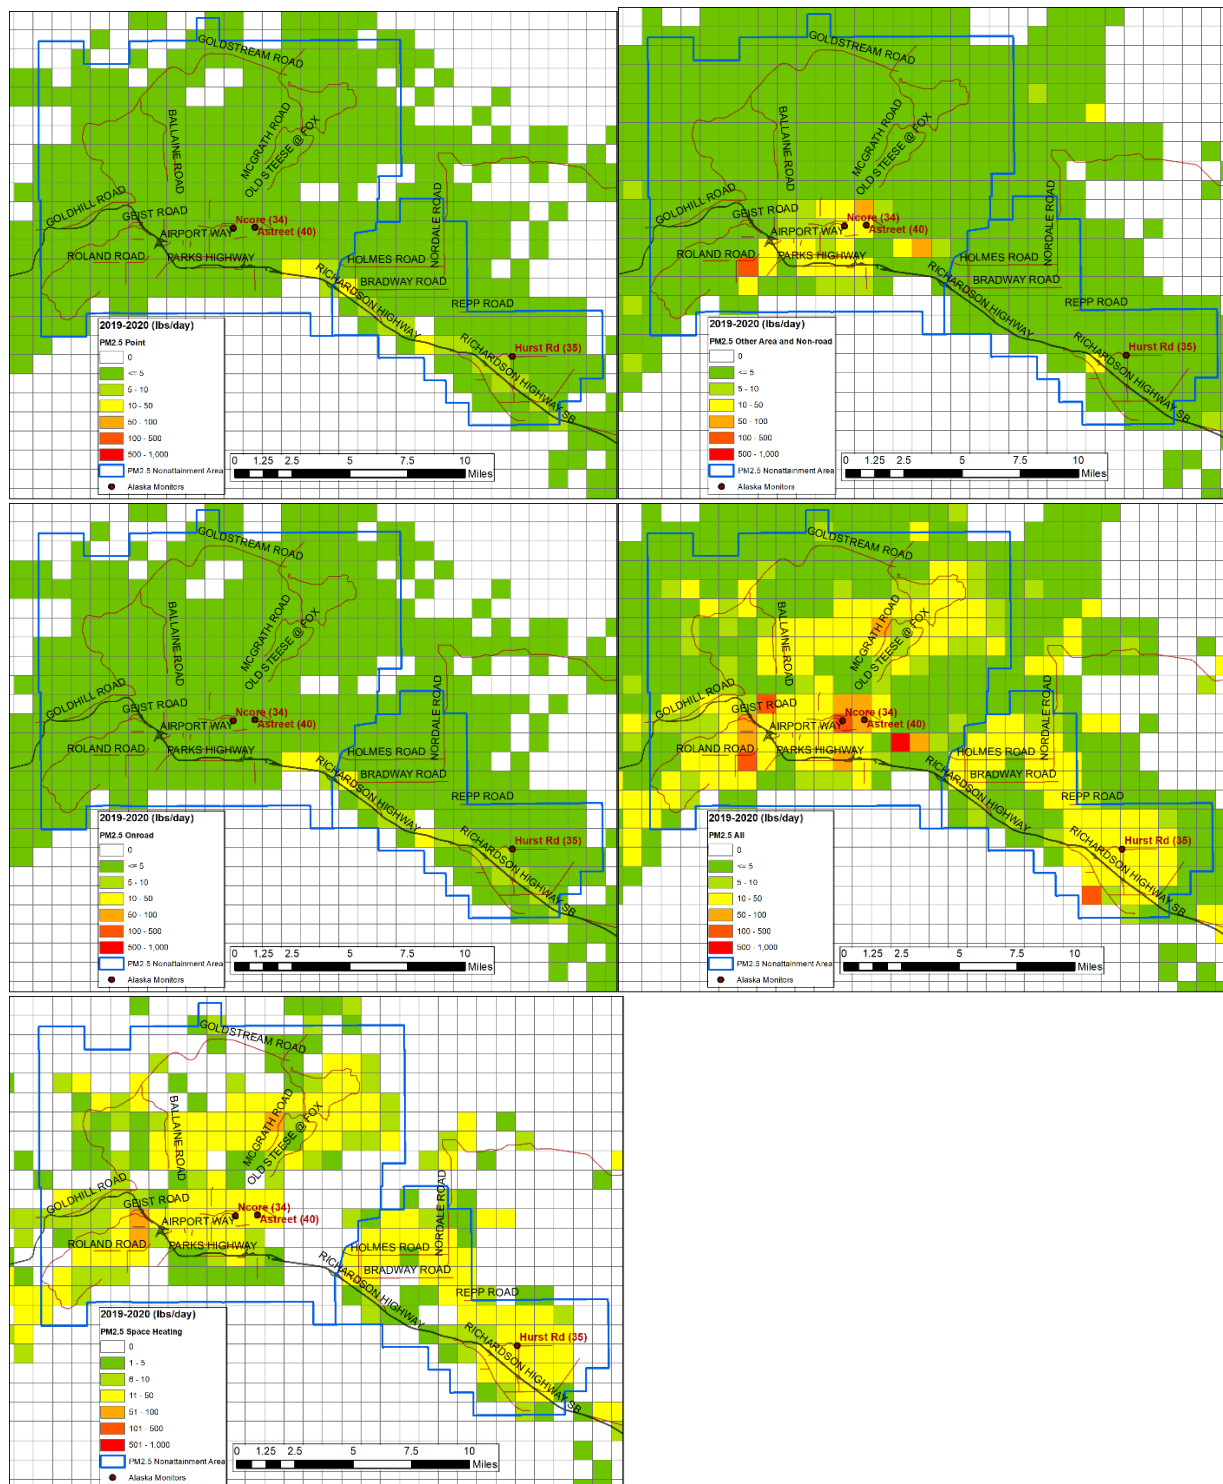 GOLDSTREAM ROAD
BALLAINE ROAD
MCGRATH ROAD
OLD STEESE @ FOX
GOLDHILL ROAD
GEIST ROAD
Ncore (34)
AIRPORT WAY
Astreet (40)
ROLAND ROAD
PARKS HIGHWAY
NORDALE ROAD
HOLMES ROAD
BRADWAY ROAD
RICHARDSON HIGHWAY
REPP ROAD
Hurst Rd (35)
RICHARDSON HIGHWAY SB
2019-2020 (lbs/day)
PM2.5 Point
0
<= 5
5 - 10
10 - 50
50 - 100
100 - 500
500 - 1,000
PM2.5 Nonattainment Area
Alaska Monitors
0 1.25 2.5 5 7.5 10
Miles
GOLDSTREAM ROAD
BALLAINE ROAD
MCGRATH ROAD
OLD STEESE @ FOX
GOLDHILL ROAD
GEIST ROAD
Ncore (34)
AIRPORT WAY
Astreet (40)
ROLAND ROAD
PARKS HIGHWAY
NORDALE ROAD
HOLMES ROAD
BRADWAY ROAD
RICHARDSON HIGHWAY
REPP ROAD
Hurst Rd (35)
RICHARDSON HIGHWAY SB
2019-2020 (lbs/day)
PM2.5 Other Area and Non-road
0
<= 5
5 - 10
10 - 50
50 - 100
100 - 500
500 - 1,000
PM2.5 Nonattainment Area
Alaska Monitors
0 1.25 2.5 5 7.5 10
Miles
GOLDSTREAM ROAD
BALLAINE ROAD
MCGRATH ROAD
OLD STEESE @ FOX
GOLDHILL ROAD
GEIST ROAD
Ncore (34)
AIRPORT WAY
Astreet (40)
ROLAND ROAD
PARKS HIGHWAY
NORDALE ROAD
HOLMES ROAD
BRADWAY ROAD
RICHARDSON HIGHWAY
REPP ROAD
Hurst Rd (35)
RICHARDSON HIGHWAY SB
2019-2020 (lbs/day)
PM2.5 Onroad
0
<= 5
5 - 10
10 - 50
50 - 100
100 - 500
500 - 1,000
PM2.5 Nonattainment Area
Alaska Monitors
0 1.25 2.5 5 7.5 10
Miles
GOLDSTREAM ROAD
BALLAINE ROAD
MCGRATH ROAD
OLD STEESE @ FOX
GOLDHILL ROAD
GEIST ROAD
Ncore (34)
AIRPORT WAY
Astreet (40)
ROLAND ROAD
PARKS HIGHWAY
NORDALE ROAD
HOLMES ROAD
BRADWAY ROAD
RICHARDSON HIGHWAY
REPP ROAD
Hurst Rd (35)
RICHARDSON HIGHWAY SB
2019-2020 (lbs/day)
PM2.5 All
0
<= 5
5 - 10
10 - 50
50 - 100
100 - 500
500 - 1,000
PM2.5 Nonattainment Area
Alaska Monitors
0 1.25 2.5 5 7.5 10
Miles
GOLDSTREAM ROAD
BALLAINE ROAD
MCGRATH ROAD
OLD STEESE @ FOX
GOLDHILL ROAD
GEIST ROAD
Ncore (34)
AIRPORT WAY
Astreet (40)
ROLAND ROAD
PARKS HIGHWAY
NORDALE ROAD
HOLMES ROAD
BRADWAY ROAD
RICHARDSON HIGHWAY
REPP ROAD
Hurst Rd (35)
RICHARDSON HIGHWAY SB
2019-2020 (lbs/day)
PM2.5 Space Heating
0
1 - 5
6 - 10
11 - 50
51 - 100
101 - 500
501 - 1,000
PM2.5 Nonattainment Area
Alaska Monitors
0 1.25 2.5 5 7.5 10
Miles